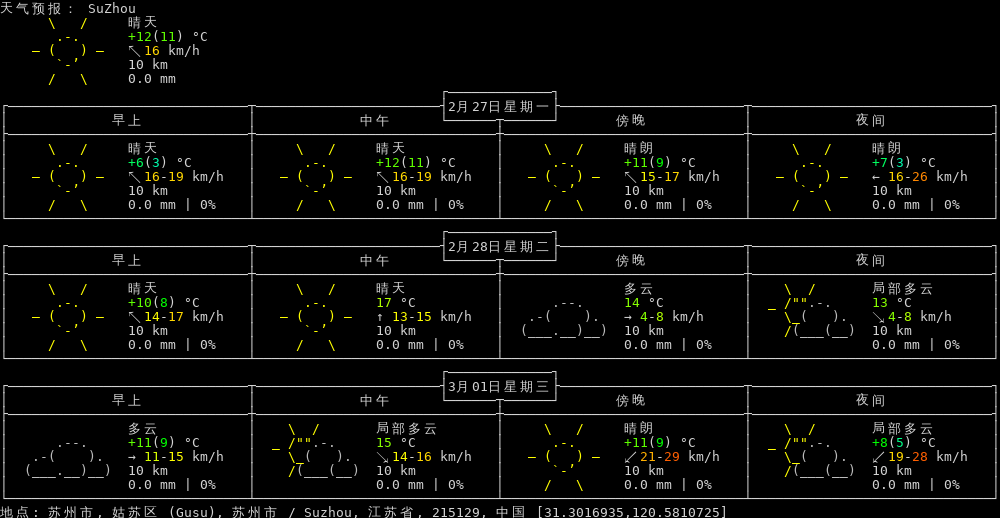 天气预报: SuZhou
晴天
+12(11) °C
↖ 16 km/h
10 km
0.0 mm
2月27日星期一
早上 中午 傍晚 夜间
晴天 晴天 晴朗 晴朗
+6(3) °C +12(11) °C +11(9) °C +7(3) °C
↖ 16-19 km/h ↖ 16-19 km/h ↖ 15-17 km/h ← 16-26 km/h
10 km 10 km 10 km 10 km
0.0 mm | 0% 0.0 mm | 0% 0.0 mm | 0% 0.0 mm | 0%
2月28日星期二
早上 中午 傍晚 夜间
晴天 晴天 多云 局部多云
+10(8) °C 17 °C 14 °C 13 °C
↖ 14-17 km/h ↑ 13-15 km/h → 4-8 km/h ↘ 4-8 km/h
10 km 10 km 10 km 10 km
0.0 mm | 0% 0.0 mm | 0% 0.0 mm | 0% 0.0 mm | 0%
3月01日星期三
早上 中午 傍晚 夜间
多云 局部多云 晴朗 局部多云
+11(9) °C 15 °C +11(9) °C +8(5) °C
→ 11-15 km/h ↘ 14-16 km/h ↙ 21-29 km/h ↙ 19-28 km/h
10 km 10 km 10 km 10 km
0.0 mm | 0% 0.0 mm | 0% 0.0 mm | 0% 0.0 mm | 0%
地点: 苏州市, 姑苏区 (Gusu), 苏州市 / Suzhou, 江苏省, 215129, 中国 [31.3016935,120.5810725]